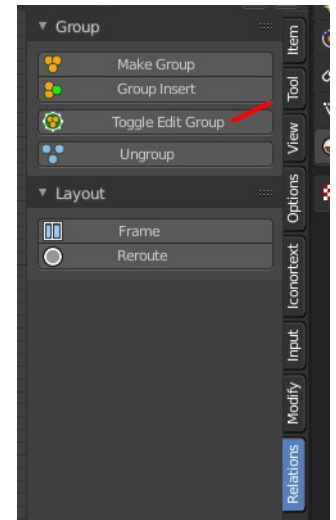 Group
Make Group
Group Insert
Toggle Edit Group
Ungroup
Layout
Frame
Reroute
Item
Tool
View
Options
Iconortext
Input
Modify
Relations